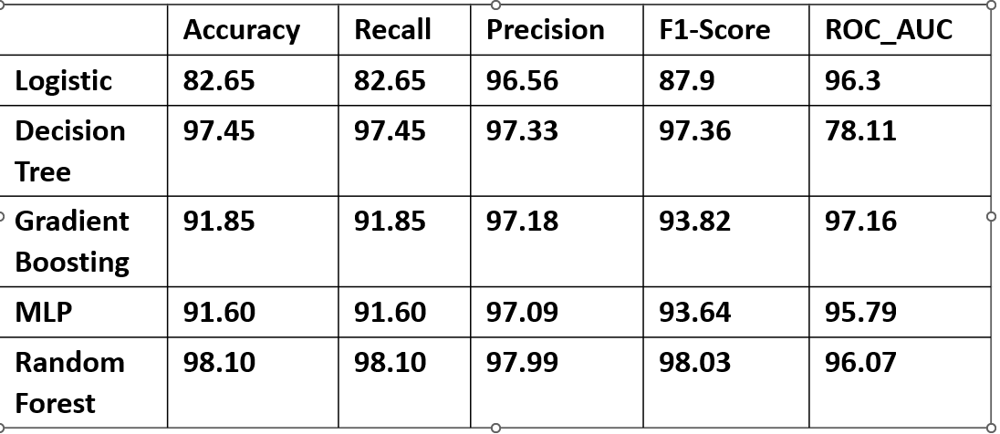 Accuracy Recall Precision F1-Score ROC_AUC
Logistic 82.65 82.65 96.56 87.9 96.3
Decision 97.45 97.45 97.33 97.36 78.11
Tree
Gradient 91.85 91.85 97.18 93.82 97.16
Boosting
MLP 91.60 91.60 97.09 93.64 95.79
Random 98.10 98.10 97.99 98.03 96.07
Forest